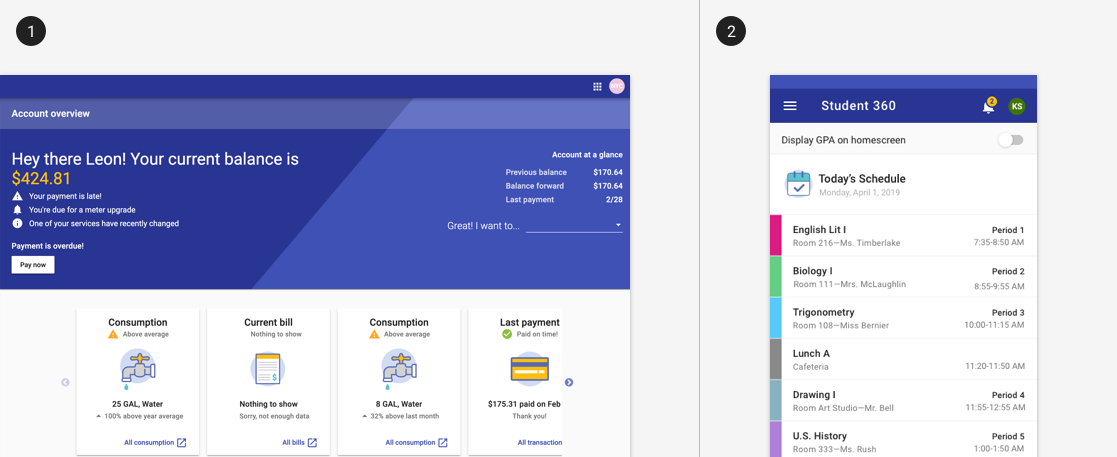 1
Account overview
Hey there Leon! Your current balance is
$424.81
Your payment is late!
You're due for a meter upgrade
One of your services have recently changed
Payment is overdue!
Pay now
Account at a glance
Previous balance $170.64
Balance forward $170.64
Last payment 2/28
Great! I want to...
Consumption
Above average
25 GAL, Water
100% above year average
All consumption
Current bill
Nothing to show
$
Nothing to show
Sorry, not enough data
All bills
Consumption
Above average
8 GAL, Water
32% above last month
All consumption
Last payment
Paid on time!
$175.31 paid on Feb
Thank you!
All transaction
2
Student 360
2
KS
Display GPA on homescreen
Today's Schedule
Monday, April 1, 2019
English Lit I Period 1
Room 216—Ms. Timberlake 7:35-8:50 AM
Biology I Period 2
Room 111—Mrs. McLaughlin 8:55-9:55 AM
Trigonometry Period 3
Room 108—Miss Bernier 10:00-11:15 AM
Lunch A
Cafeteria 11:20-11:50 AM
Drawing I Period 4
Room Art Studio—Mr. Bell 11:55-12:55 AM
U.S. History Period 5
Room 333—Ms. Rush 1:00-1:50 AM